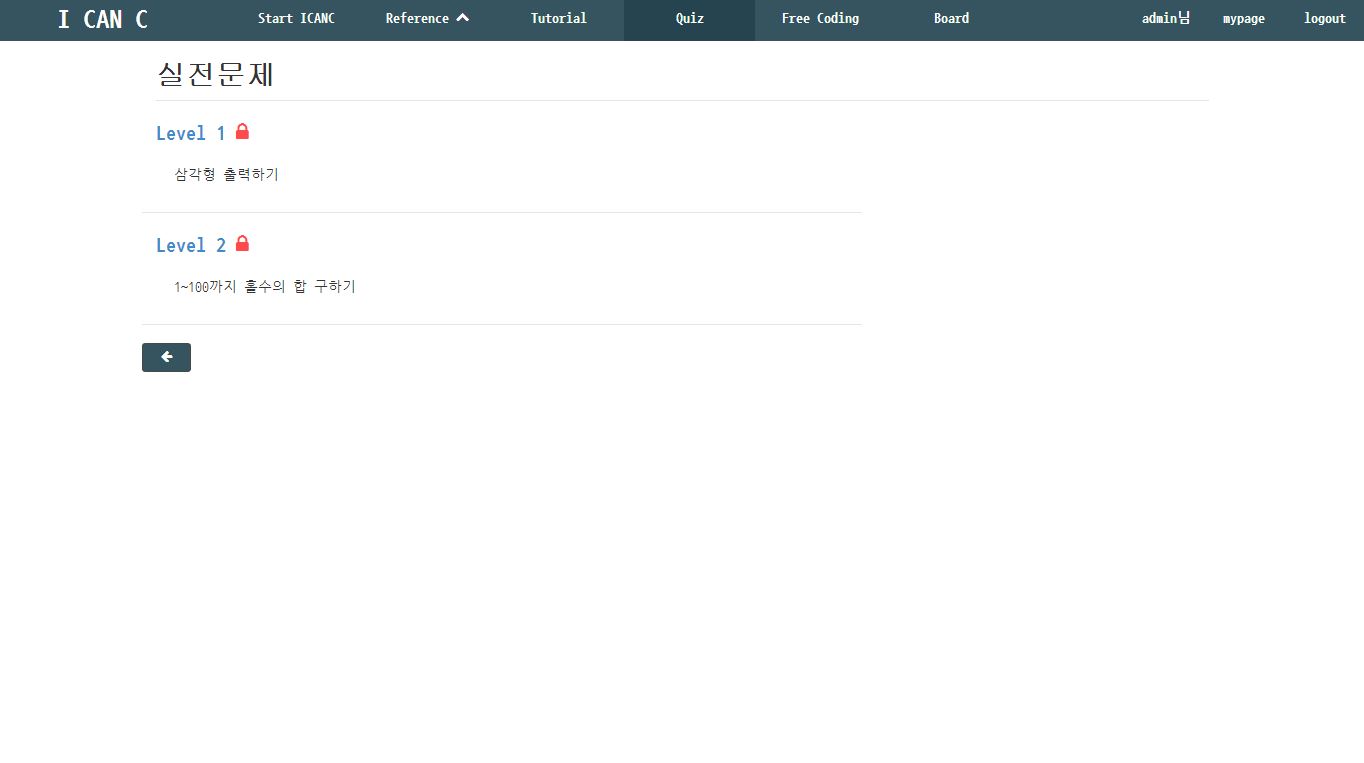 I CAN C Start ICANC Reference Tutorial Quiz Free Coding Board admin님 mypage logout
실전문제
Level 1
삼각형 출력하기
Level 2
1~100까지 홀수의 합 구하기